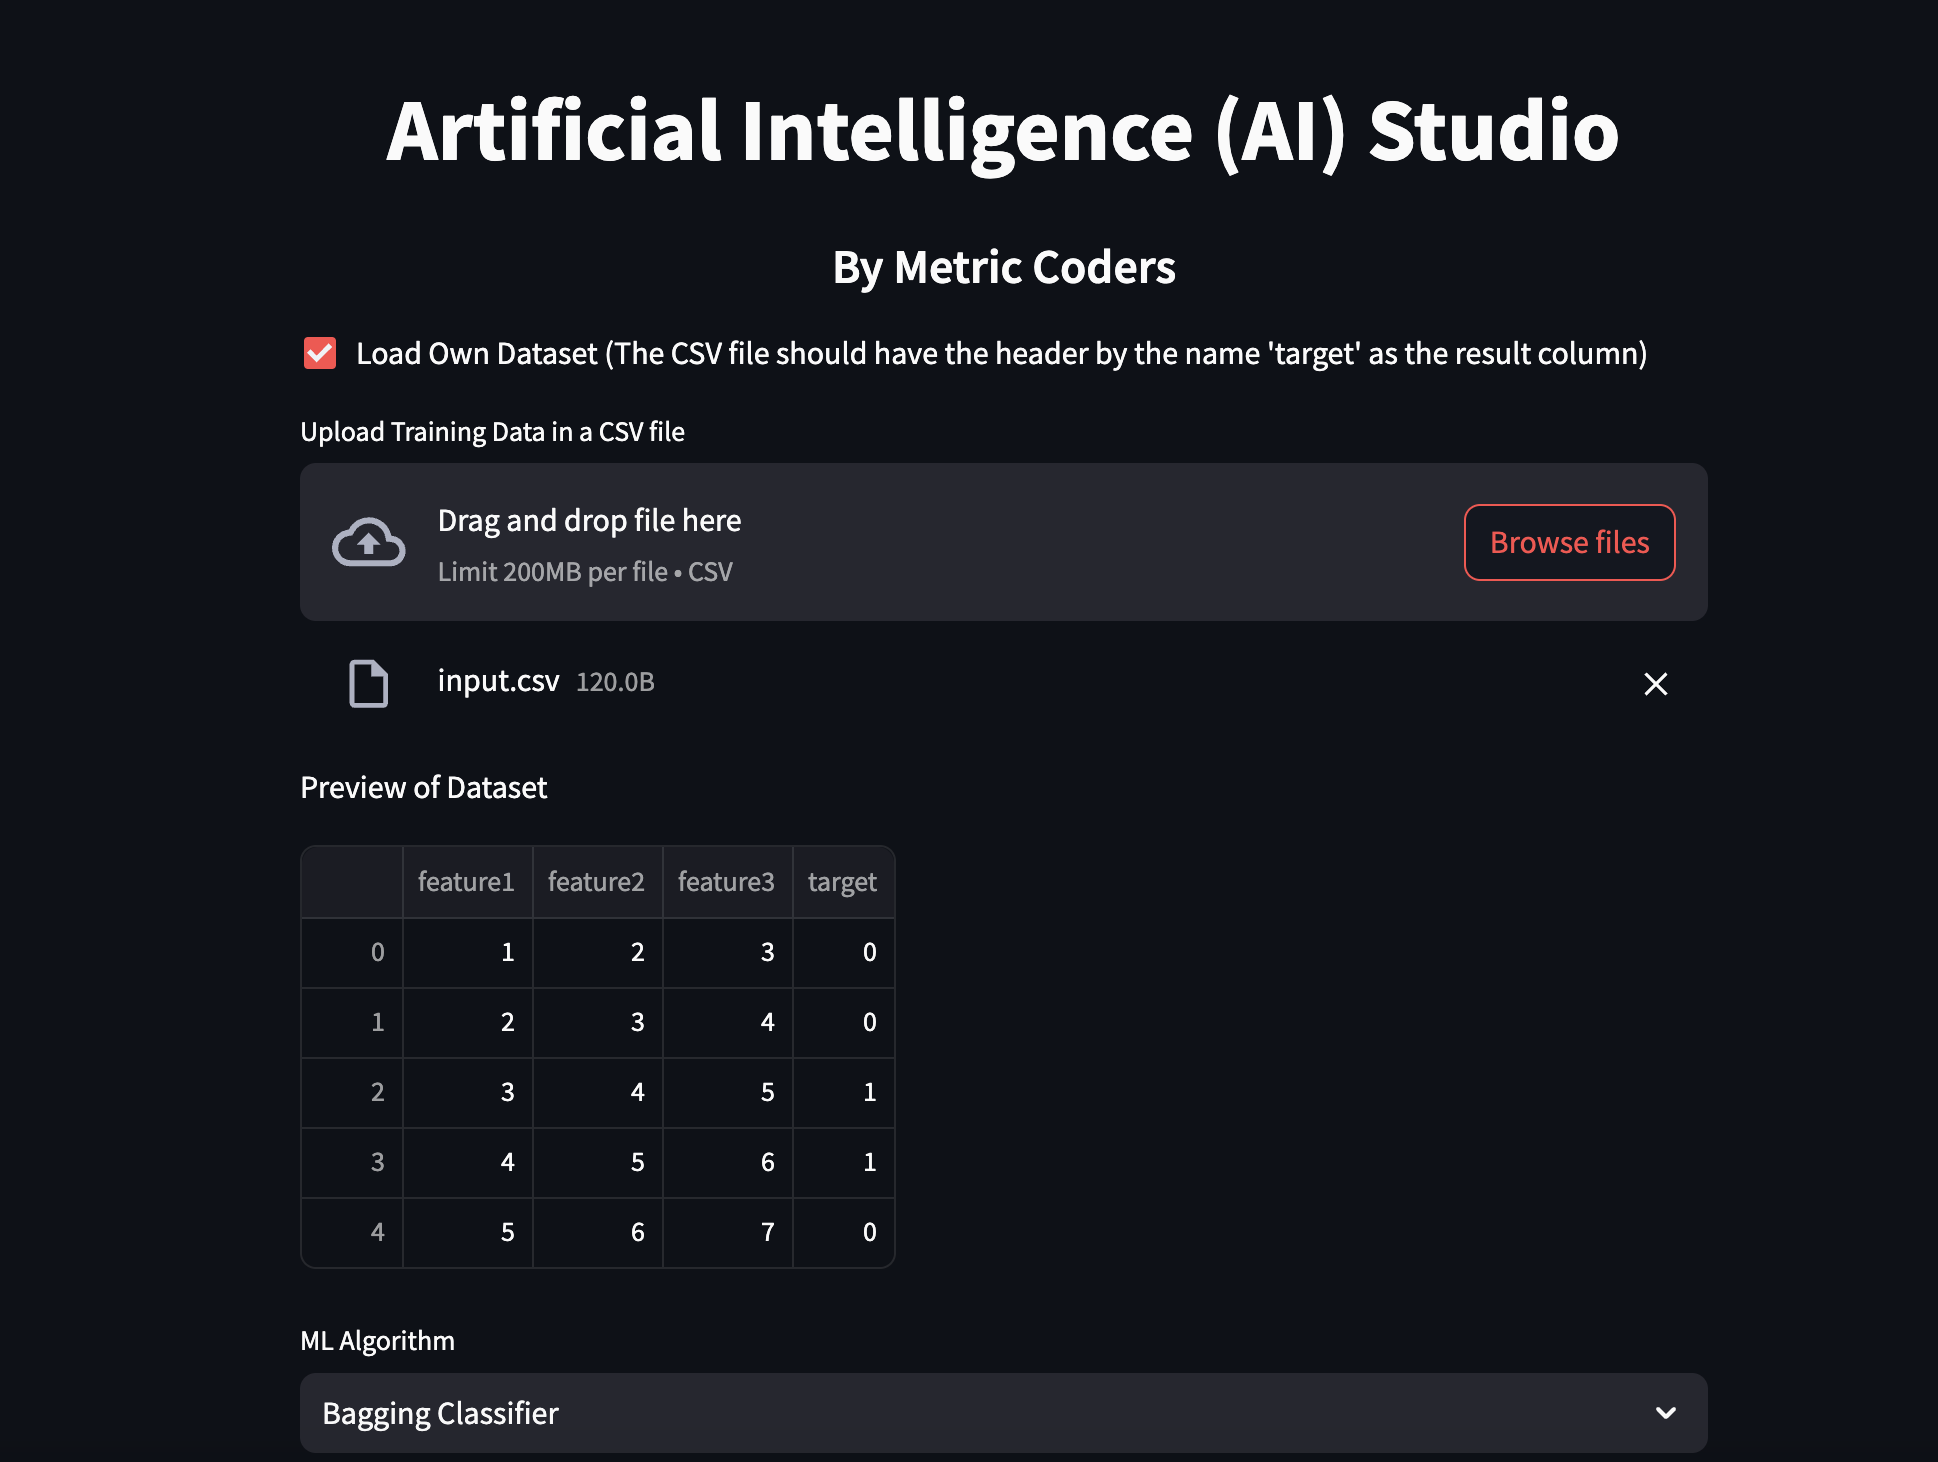 Artificial Intelligence (AI) Studio
By Metric Coders
Load Own Dataset (The CSV file should have the header by the name 'target' as the result column)
Upload Training Data in a CSV file
Drag and drop file here
Limit 200MB per file • CSV
Browse files
input.csv 120.0B
Preview of Dataset
feature1 feature2 feature3 target
0 1 2 3 0
1 2 3 4 0
2 3 4 5 1
3 4 5 6 1
4 5 6 7 0
ML Algorithm
Bagging Classifier